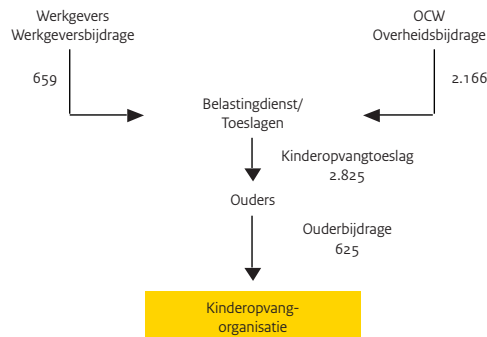 Werkgevers
Werkgeversbijdrage
OCW
Overheidsbijdrage
659
2.166
Belastingdienst/
Toeslagen
Kinderopvangtoeslag
2.825
Ouders
Ouderbijdrage
625
Kinderopvang-
organisatie